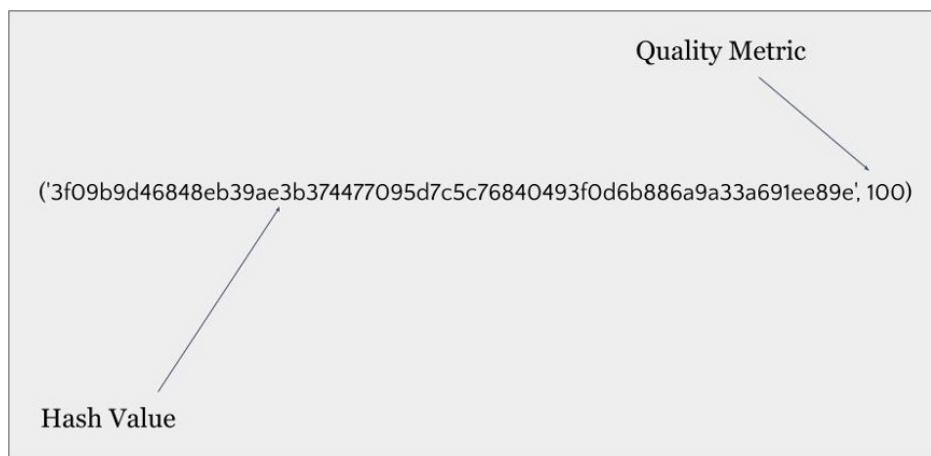 Quality Metric
('3f09b9d46848eb39ae3b374477095d7c5c76840493f0d6b886a9a33a691ee89e', 100)
Hash Value